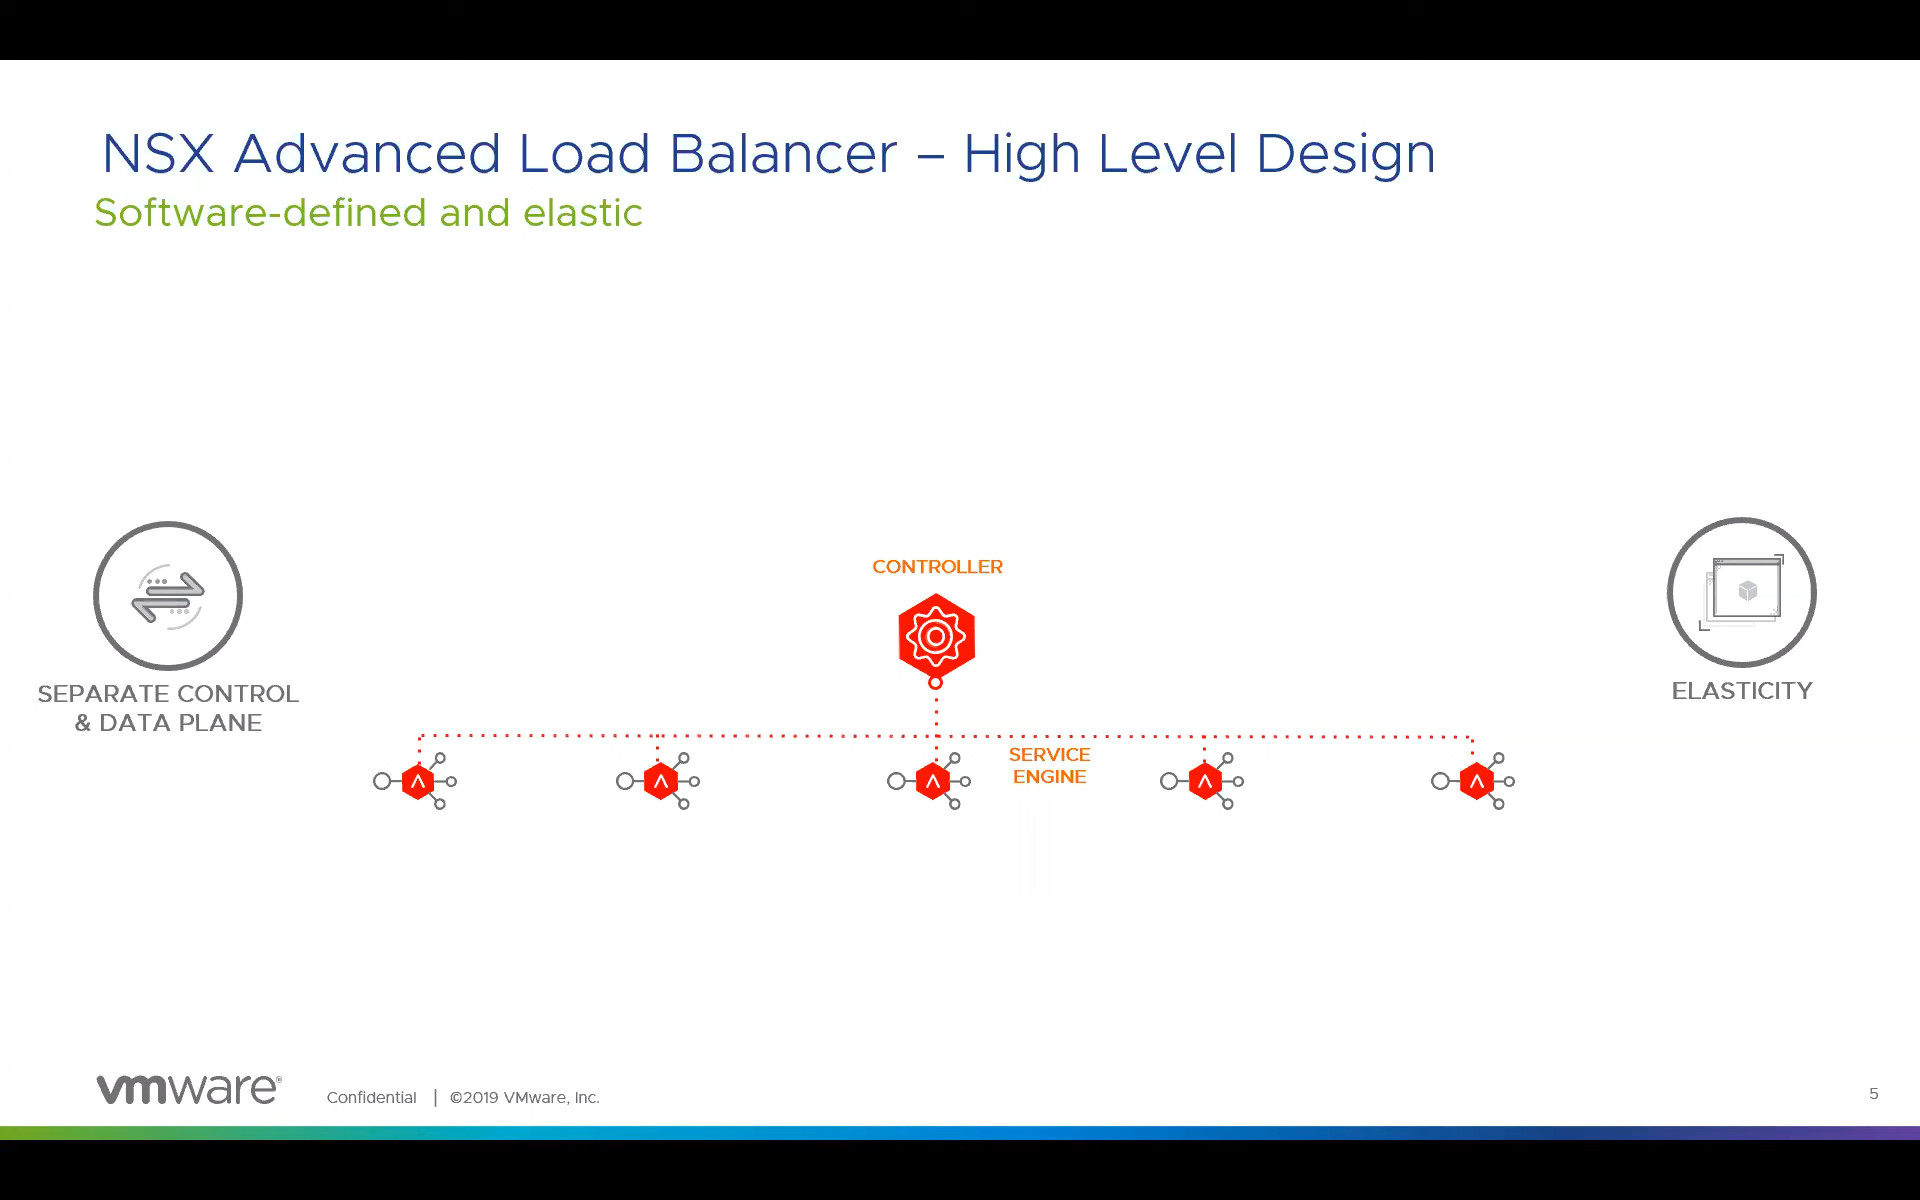 NSX Advanced Load Balancer – High Level Design
Software-defined and elastic
CONTROLLER
SEPARATE CONTROL
& DATA PLANE
ELASTICITY
SERVICE
ENGINE
vmware®
Confidential | ©2019 VMware, Inc.
5